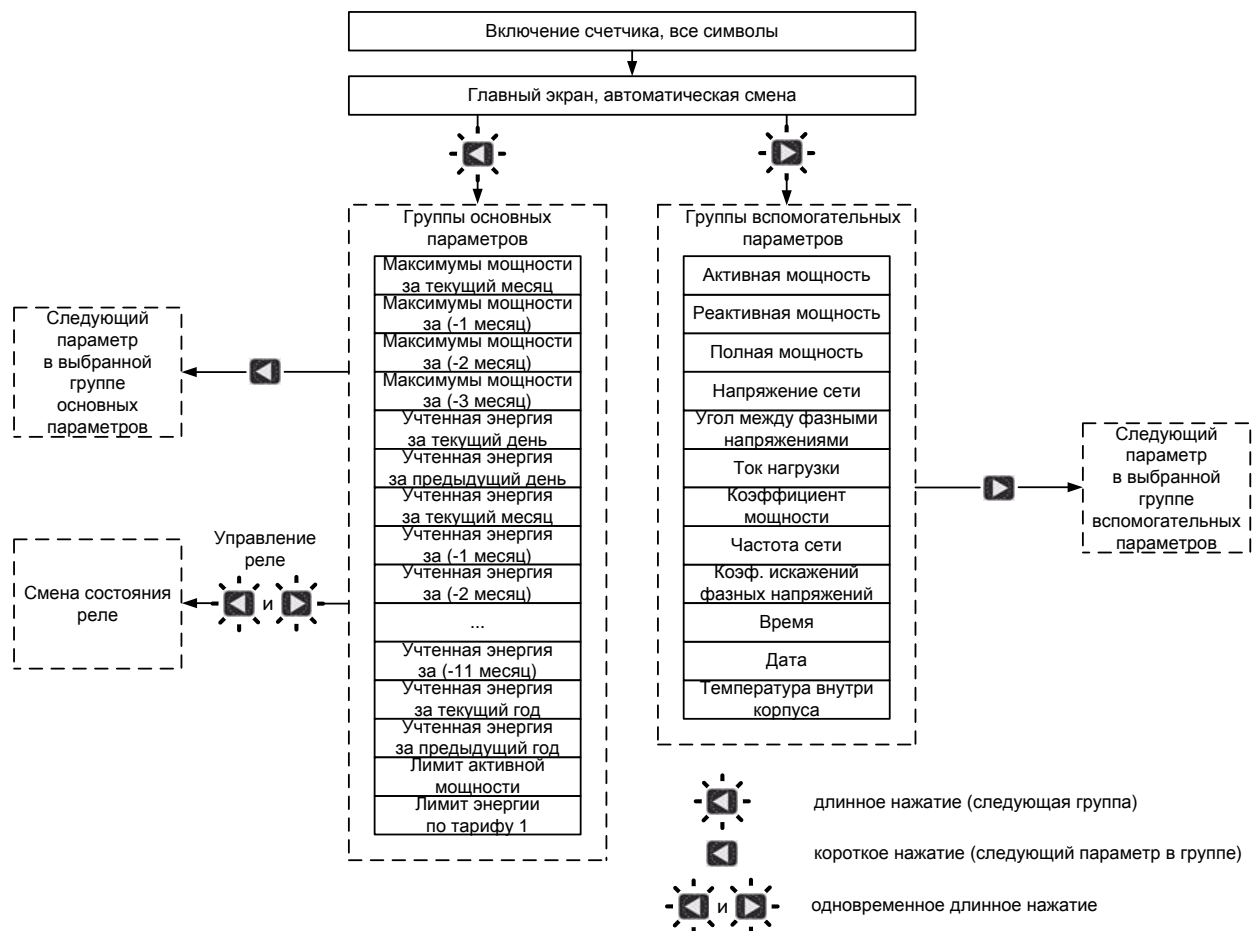 Включение счетчика, все символы
Главный экран, автоматическая смена
Группы основных
параметров
Максимумы мощности
за текущий месяц
Максимумы мощности
за (-1 месяц)
Максимумы мощности
за (-2 месяц)
Максимумы мощности
за (-3 месяц)
Учтенная энергия
за текущий день
Учтенная энергия
за предыдущий день
Учтенная энергия
за текущий месяц
Учтенная энергия
за (-1 месяц)
Учтенная энергия
за (-2 месяц)
...
Учтенная энергия
за (-11 месяц)
Учтенная энергия
за текущий год
Учтенная энергия
за предыдущий год
Лимит активной
мощности
Лимит энергии
по тарифу 1
Следующий
параметр
в выбранной
группе
основных
параметров
Управление
реле
и
Смена состояния
реле
Группы вспомогательных
параметров
Активная мощность
Реактивная мощность
Полная мощность
Напряжение сети
Угол между фазными
напряжениями
Ток нагрузки
Коэффициент
мощности
Частота сети
Коэф. искажений
фазных напряжений
Время
Дата
Температура внутри
корпуса
Следующий
параметр
в выбранной
группе
вспомогательных
параметров
длинное нажатие (следующая группа)
короткое нажатие (следующий параметр в группе)
и
одновременное длинное нажатие